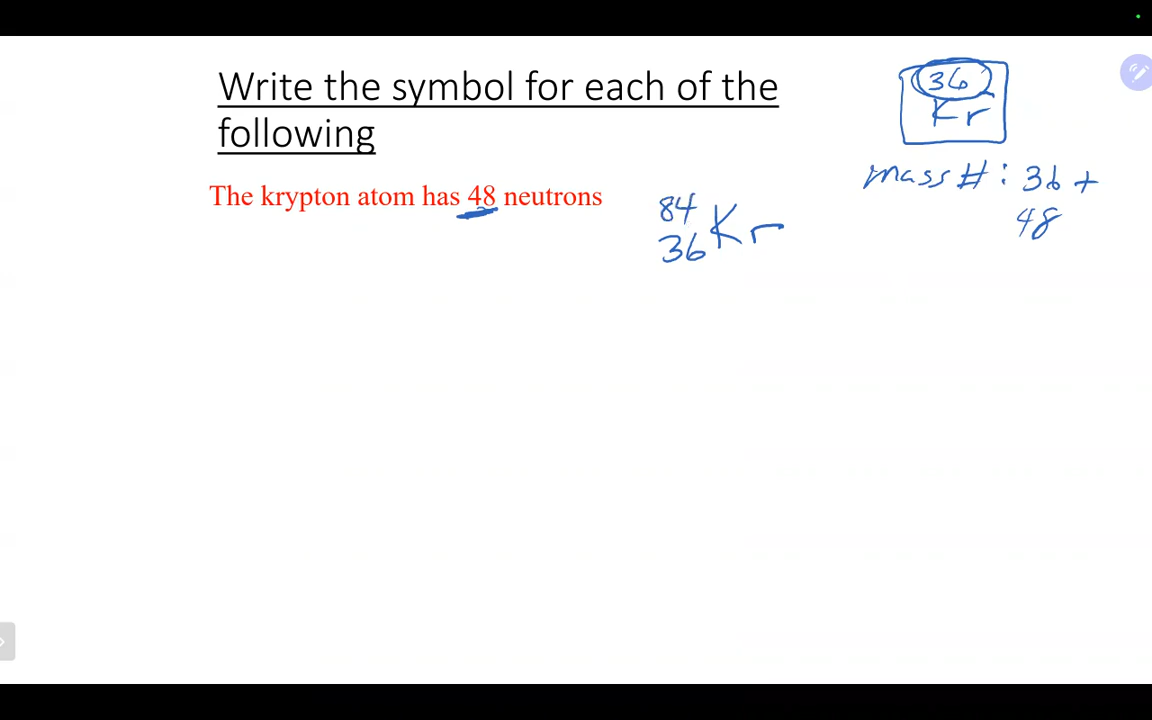 Write the symbol for each of the
following
The krypton atom has 48 neutrons
84
36 Kr
36
Kr
mass # : 36 +
48